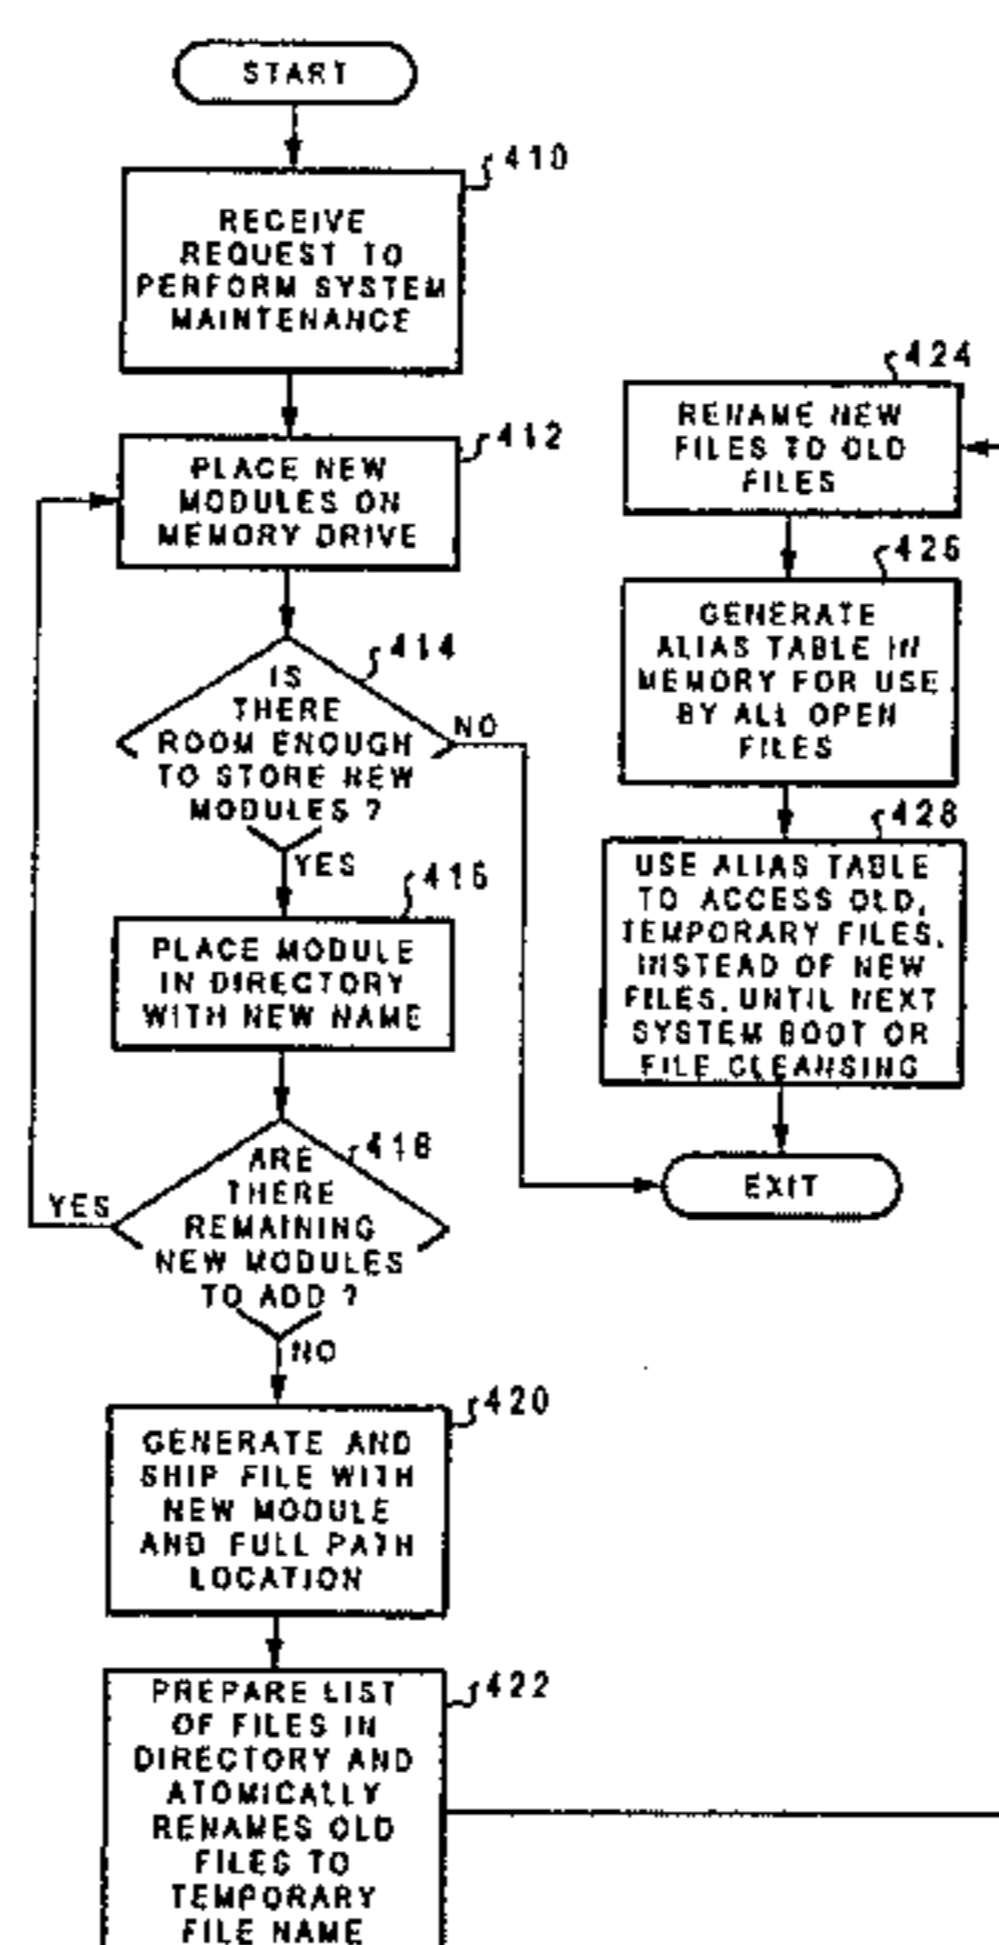 START
410
RECEIVE
REQUEST TO
PERFORM SYSTEM
MAINTENANCE
412
PLACE NEW
MODULES ON
MEMORY DRIVE
414
IS
THERE
ROOM ENOUGH
TO STORE NEW
MODULES ?
NO
YES
416
PLACE MODULE
IN DIRECTORY
WITH NEW NAME
418
ARE
THERE
REMAINING
NEW MODULES
TO ADD ?
YES
NO
420
GENERATE AND
SHIP FILE WITH
NEW MODULE
AND FULL PATH
LOCATION
422
PREPARE LIST
OF FILES IN
DIRECTORY AND
ATOMICALLY
RENAMES OLD
FILES TO
TEMPORARY
FILE NAME
424
RENAME NEW
FILES TO OLD
FILES
426
GENERATE
ALIAS TABLE IN
MEMORY FOR USE
BY ALL OPEN
FILES
428
USE ALIAS TABLE
TO ACCESS OLD,
TEMPORARY FILES,
INSTEAD OF NEW
FILES, UNTIL NEXT
SYSTEM BOOT OR
FILE CLEANSING
EXIT